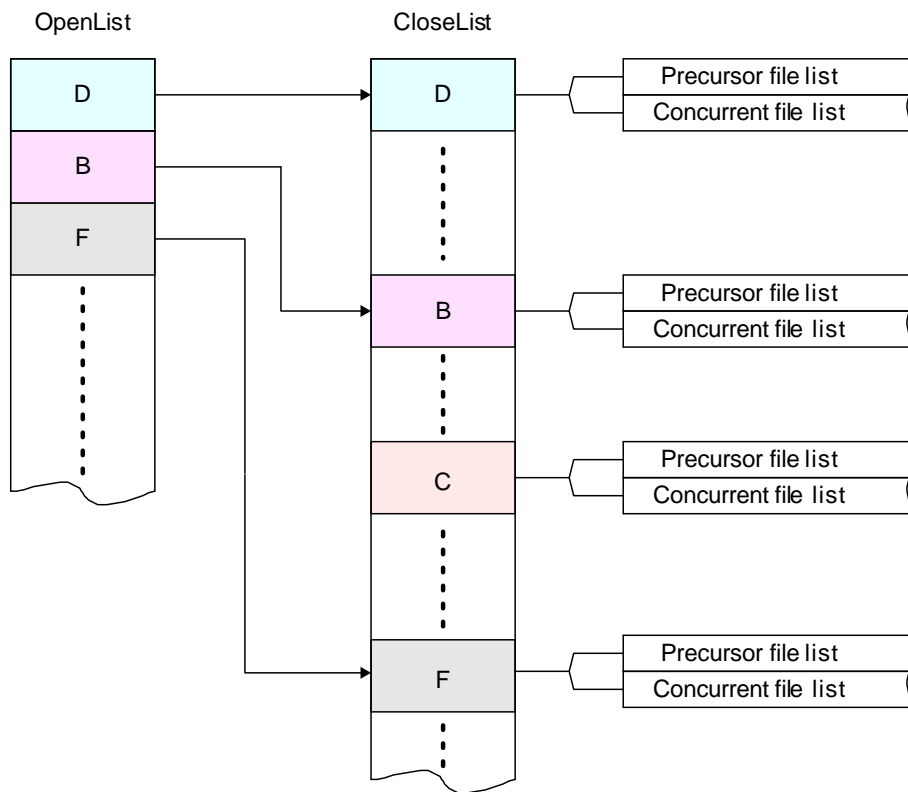 OpenList
CloseList
D
B
F
D
B
C
F
Precursor file list
Concurrent file list
Precursor file list
Concurrent file list
Precursor file list
Concurrent file list
Precursor file list
Concurrent file list